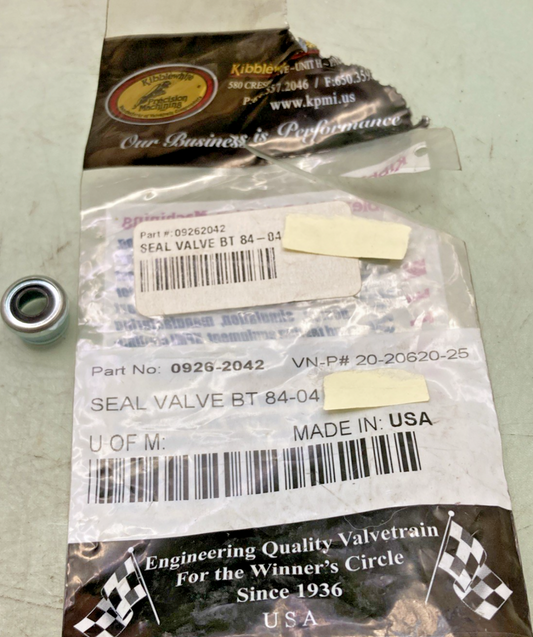 Kibblewhite
Precision
Machining
580 CRES
www.kpmi.us
Our Business is Performance
Part #: 09262042
SEAL VALVE BT 84-04
Part No: 0926-2042 VN-P# 20-20620-25
SEAL VALVE BT 84-04
U OF M: MADE IN: USA
Engineering Quality Valvetrain
For the Winner's Circle
Since 1936
USA